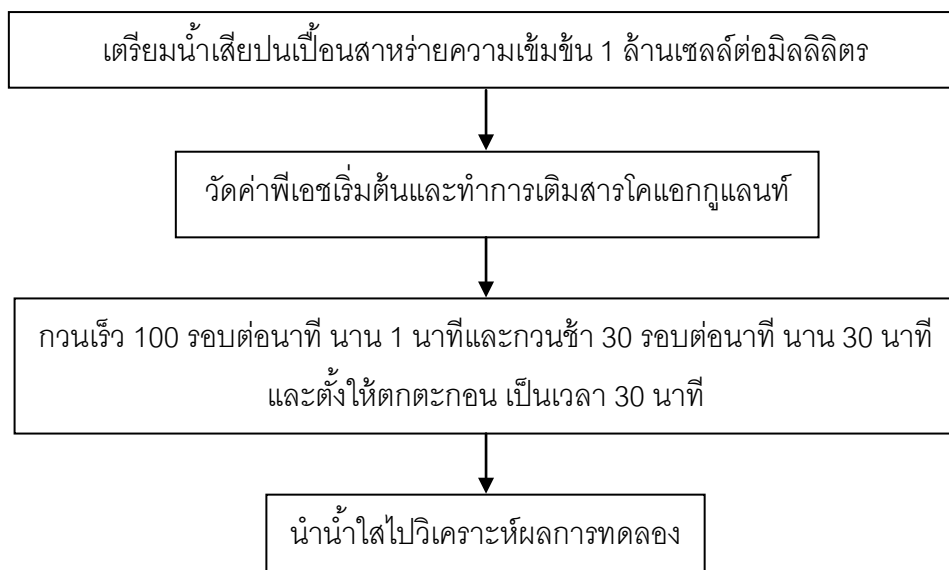 เตรียมน้ำเสียปนเปื้อนสาหร่ายความเข้มข้น 1 ล้านเซลล์ต่อมิลลิลิตร
วัดค่าพีเอชเริ่มต้นและทำการเติมสารโคแอกกูแลนท์
กวนเร็ว 100 รอบต่อนาที นาน 1 นาทีและกวนช้า 30 รอบต่อนาที นาน 30 นาที
และตั้งให้ตกตะกอน เป็นเวลา 30 นาที
นำน้ำใสไปวิเคราะห์ผลการทดลอง